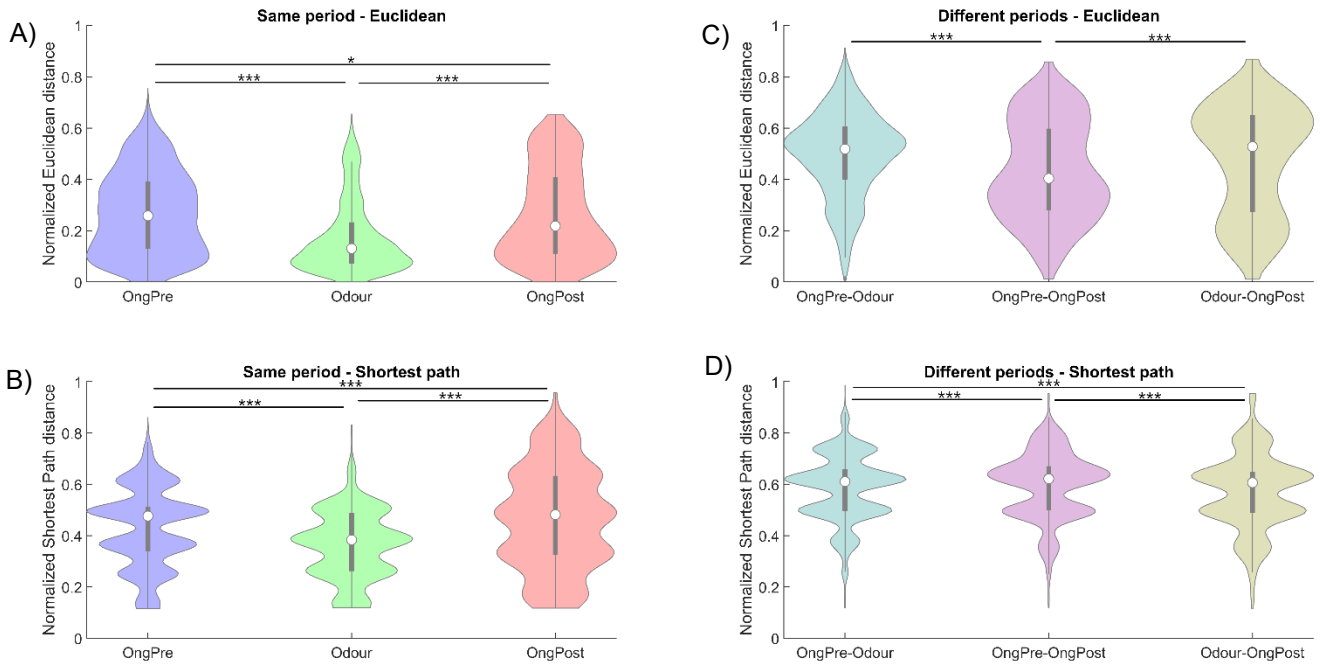 A)
Same period - Euclidean
Normalized Euclidean distance
1
0.8
0.6
0.4
0.2
0
*
***
***
OngPre
Odour
OngPost
C)
Different periods - Euclidean
Normalized Euclidean distance
1
0.8
0.6
0.4
0.2
0
***
***
OngPre-Odour
OngPre-OngPost
Odour-OngPost
B)
Same period - Shortest path
Normalized Shortest Path distance
1
0.8
0.6
0.4
0.2
0
***
***
***
OngPre
Odour
OngPost
D)
Different periods - Shortest path
Normalized Shortest Path distance
1
0.8
0.6
0.4
0.2
0
***
***
***
OngPre-Odour
OngPre-OngPost
Odour-OngPost